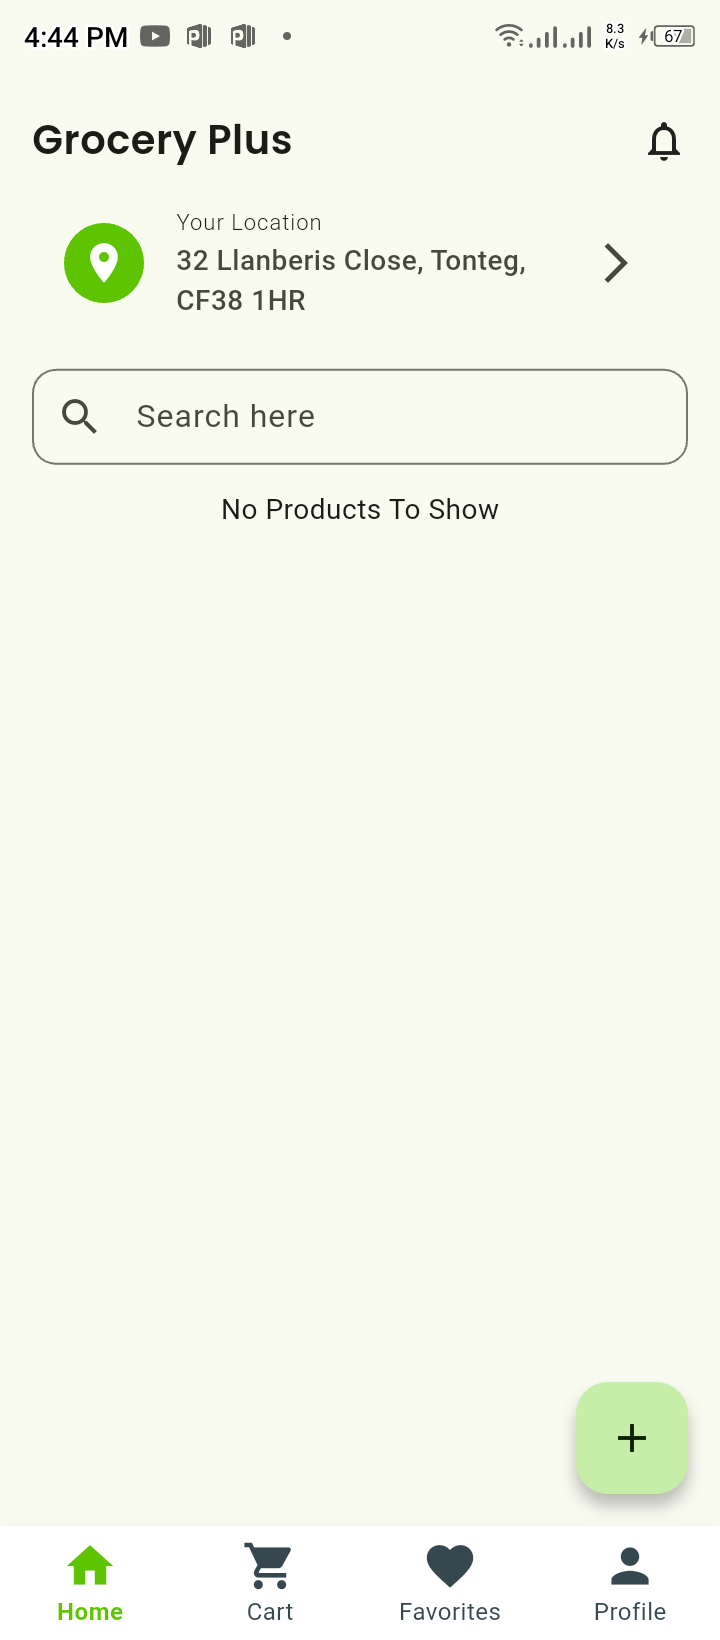 4:44 PM
8.3
K/s
67
Grocery Plus
Your Location
32 Llanberis Close, Tonteg,
CF38 1HR
Search here
No Products To Show
Home
Cart
Favorites
Profile